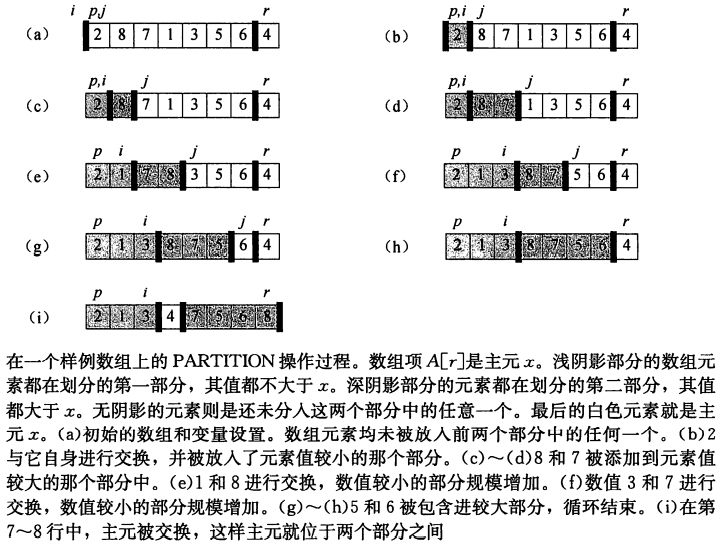 i p,j r
(a) 2 8 7 1 3 5 6 4
p,i j r
(b) 2 8 7 1 3 5 6 4
p,i j r
(c) 2 8 7 1 3 5 6 4
p,i j r
(d) 2 8 7 1 3 5 6 4
p i j r
(e) 2 1 7 8 3 5 6 4
p i j r
(f) 2 1 3 8 7 5 6 4
p i j r
(g) 2 1 3 8 7 5 6 4
p i r
(h) 2 1 3 8 7 5 6 4
p i r
(i) 2 1 3 4 7 5 6 8
在一个样例数组上的 PARTITION 操作过程。数组项 A[r]是主元 x。浅阴影部分的数组元
素都在划分的第一部分，其值都不大于 x。深阴影部分的元素都在划分的第二部分，其值
都大于 x。无阴影的元素则是还未分入这两个部分中的任意一个。最后的白色元素就是主
元 x。(a)初始的数组和变量设置。数组元素均未被放入前两个部分中的任何一个。(b)2
与它自身进行交换，并被放入了元素值较小的那个部分。(c)～(d)8 和 7 被添加到元素值
较大的那个部分中。(e)1 和 8 进行交换，数值较小的部分规模增加。(f)数值 3 和 7 进行
交换，数值较小的部分规模增加。(g)～(h)5 和 6 被包含进较大部分，循环结束。(i)在第
7～8 行中，主元被交换，这样主元就位于两个部分之间